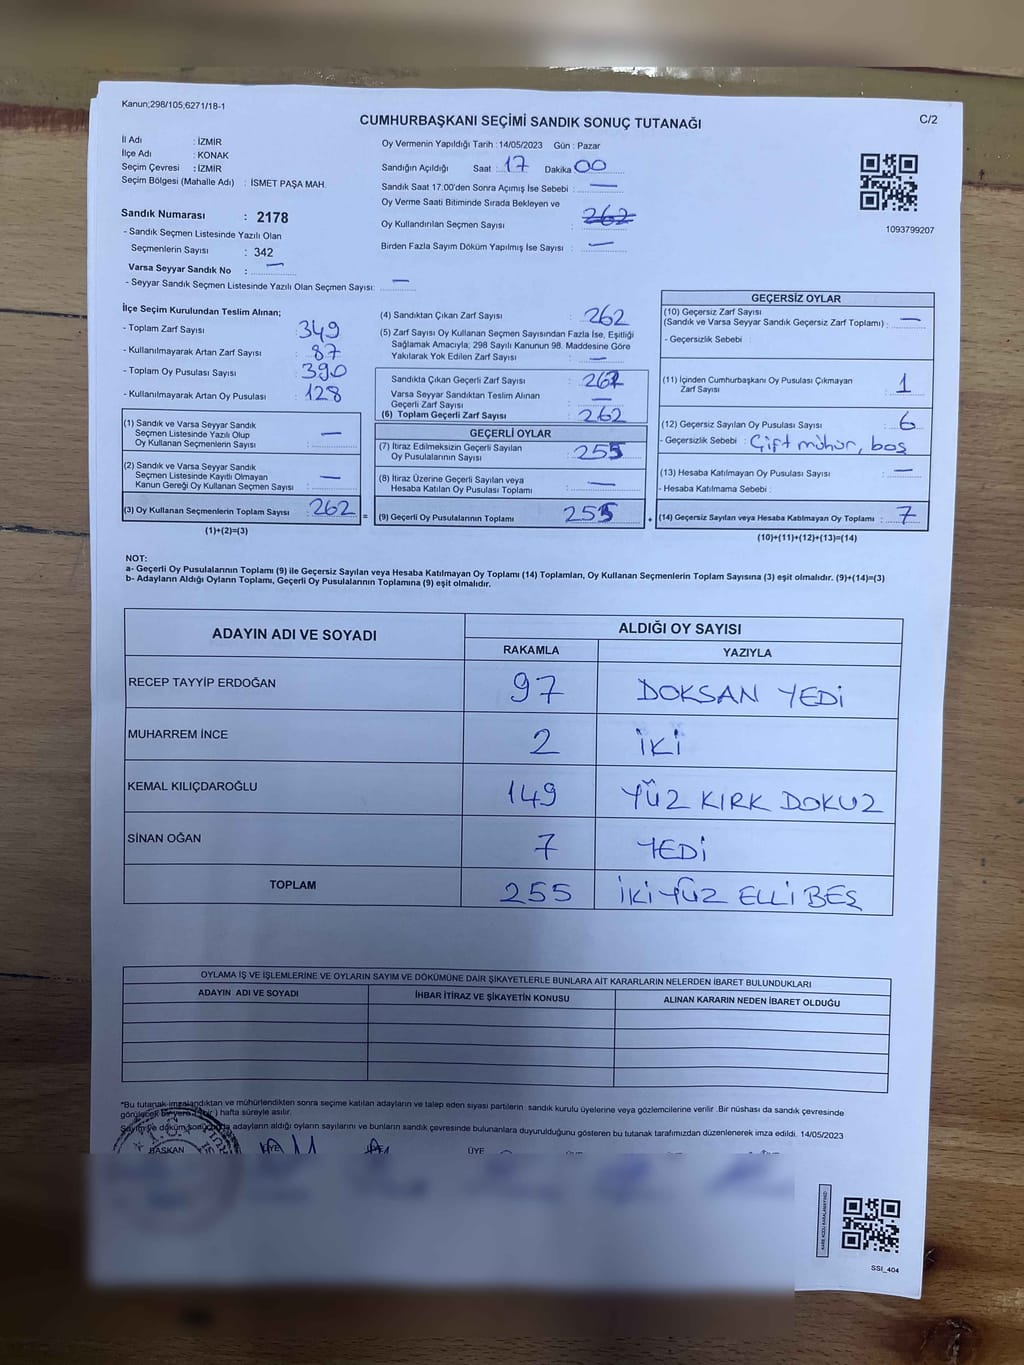 Kanun;298/105;6271/18-1
C/2
CUMHURBAŞKANI SEÇİMİ SANDIK SONUÇ TUTANAĞI
İl Adı : İZMİR
İlçe Adı : KONAK
Seçim Çevresi : İZMİR
Seçim Bölgesi (Mahalle Adı) : İSMET PAŞA MAH.
Sandık Numarası : 2178
- Sandık Seçmen Listesinde Yazılı Olan
Seçmenlerin Sayısı : 342
Varsa Seyyar Sandık No : —
- Seyyar Sandık Seçmen Listesinde Yazılı Olan Seçmen Sayısı: —
Oy Vermenin Yapıldığı Tarih : 14/05/2023 Gün : Pazar
Sandığın Açıldığı Saat : 17 Dakika 00
Sandık Saat 17.00'den Sonra Açımış İse Sebebi : —
Oy Verme Saati Bitiminde Sırada Bekleyen ve
Oy Kullandırılan Seçmen Sayısı : 262
Birden Fazla Sayım Döküm Yapılmış İse Sayısı : —
1093799207
İlçe Seçim Kurulundan Teslim Alınan;
- Toplam Zarf Sayısı : 349
- Kullanılmayarak Artan Zarf Sayısı : 87
- Toplam Oy Pusulası Sayısı : 390
- Kullanılmayarak Artan Oy Pusulası : 128
(1) Sandık ve Varsa Seyyar Sandık
Seçmen Listesinde Yazılı Olup
Oy Kullanan Seçmenlerin Sayısı : —
(2) Sandık ve Varsa Seyyar Sandık
Seçmen Listesinde Kayıtlı Olmayan
Kanun Gereği Oy Kullanan Seçmen Sayısı : —
(3) Oy Kullanan Seçmenlerin Toplam Sayısı : 262
(1)+(2)=(3)
(4) Sandıktan Çıkan Zarf Sayısı : 262
(5) Zarf Sayısı Oy Kullanan Seçmen Sayısından Fazla İse, Eşitliği
Sağlamak Amacıyla; 298 Sayılı Kanunun 98. Maddesine Göre
Yakılarak Yok Edilen Zarf Sayısı : —
Sandıkta Çıkan Geçerli Zarf Sayısı : 262
Varsa Seyyar Sandıktan Teslim Alınan
Geçerli Zarf Sayısı : —
(6) Toplam Geçerli Zarf Sayısı : 262
GEÇERLİ OYLAR
(7) İtiraz Edilmeksizin Geçerli Sayılan
Oy Pusulalarının Sayısı : 255
(8) İtiraz Üzerine Geçerli Sayılan veya
Hesaba Katılan Oy Pusulası Toplamı : —
(9) Geçerli Oy Pusulalarının Toplamı : 255
GEÇERSİZ OYLAR
(10) Geçersiz Zarf Sayısı
(Sandık ve Varsa Seyyar Sandık Geçersiz Zarf Toplamı) : —
- Geçersizlik Sebebi :
(11) İçinden Cumhurbaşkanı Oy Pusulası Çıkmayan
Zarf Sayısı : 1
(12) Geçersiz Sayılan Oy Pusulası Sayısı : 6
- Geçersizlik Sebebi : Çift mühür, boş
(13) Hesaba Katılmayan Oy Pusulası Sayısı : —
- Hesaba Katılmama Sebebi :
(14) Geçersiz Sayılan veya Hesaba Katılmayan Oy Toplamı : 7
(10)+(11)+(12)+(13)=(14)
NOT:
a- Geçerli Oy Pusulalarının Toplamı (9) ile Geçersiz Sayılan veya Hesaba Katılmayan Oy Toplamı (14) Toplamları, Oy Kullanan Seçmenlerin Toplam Sayısına (3) eşit olmalıdır. (9)+(14)=(3)
b- Adayların Aldığı Oyların Toplamı, Geçerli Oy Pusulalarının Toplamına (9) eşit olmalıdır.
ADAYIN ADI VE SOYADI ALDIĞI OY SAYISI
RAKAMLA YAZIYLA
RECEP TAYYİP ERDOĞAN 97 DOKSAN YEDİ
MUHARREM İNCE 2 İKİ
KEMAL KILIÇDAROĞLU 149 YÜZ KIRK DOKUZ
SİNAN OĞAN 7 YEDİ
TOPLAM 255 İKİ YÜZ ELLİ BEŞ
OYLAMA İŞ VE İŞLEMLERİNE VE OYLARIN SAYIM VE DÖKÜMÜNE DAİR ŞİKAYETLERLE BUNLARA AİT KARARLARIN NELERDEN İBARET BULUNDUKLARI
ADAYIN ADI VE SOYADI İHBAR İTİRAZ VE ŞİKAYETİN KONUSU ALINAN KARARIN NEDEN İBARET OLDUĞU
*Bu tutanak imzalandıktan ve mühürlendikten sonra seçime katılan adayların ve talep eden siyasi partilerin sandık kurulu üyelerine veya gözlemcilerine verilir .Bir nüshası da sandık çevresinde
görülecek bir yere ) hafta süreyle asılır.
Sayım ve döküm adayların aldığı oyların sayılarını ve bunların sandık çevresinde bulunanlara duyurulduğunu gösteren bu tutanak tarafımızdan düzenlenerek imza edildi. 14/05/2023
BAŞKAN ÜYE ÜYE
SSI_404